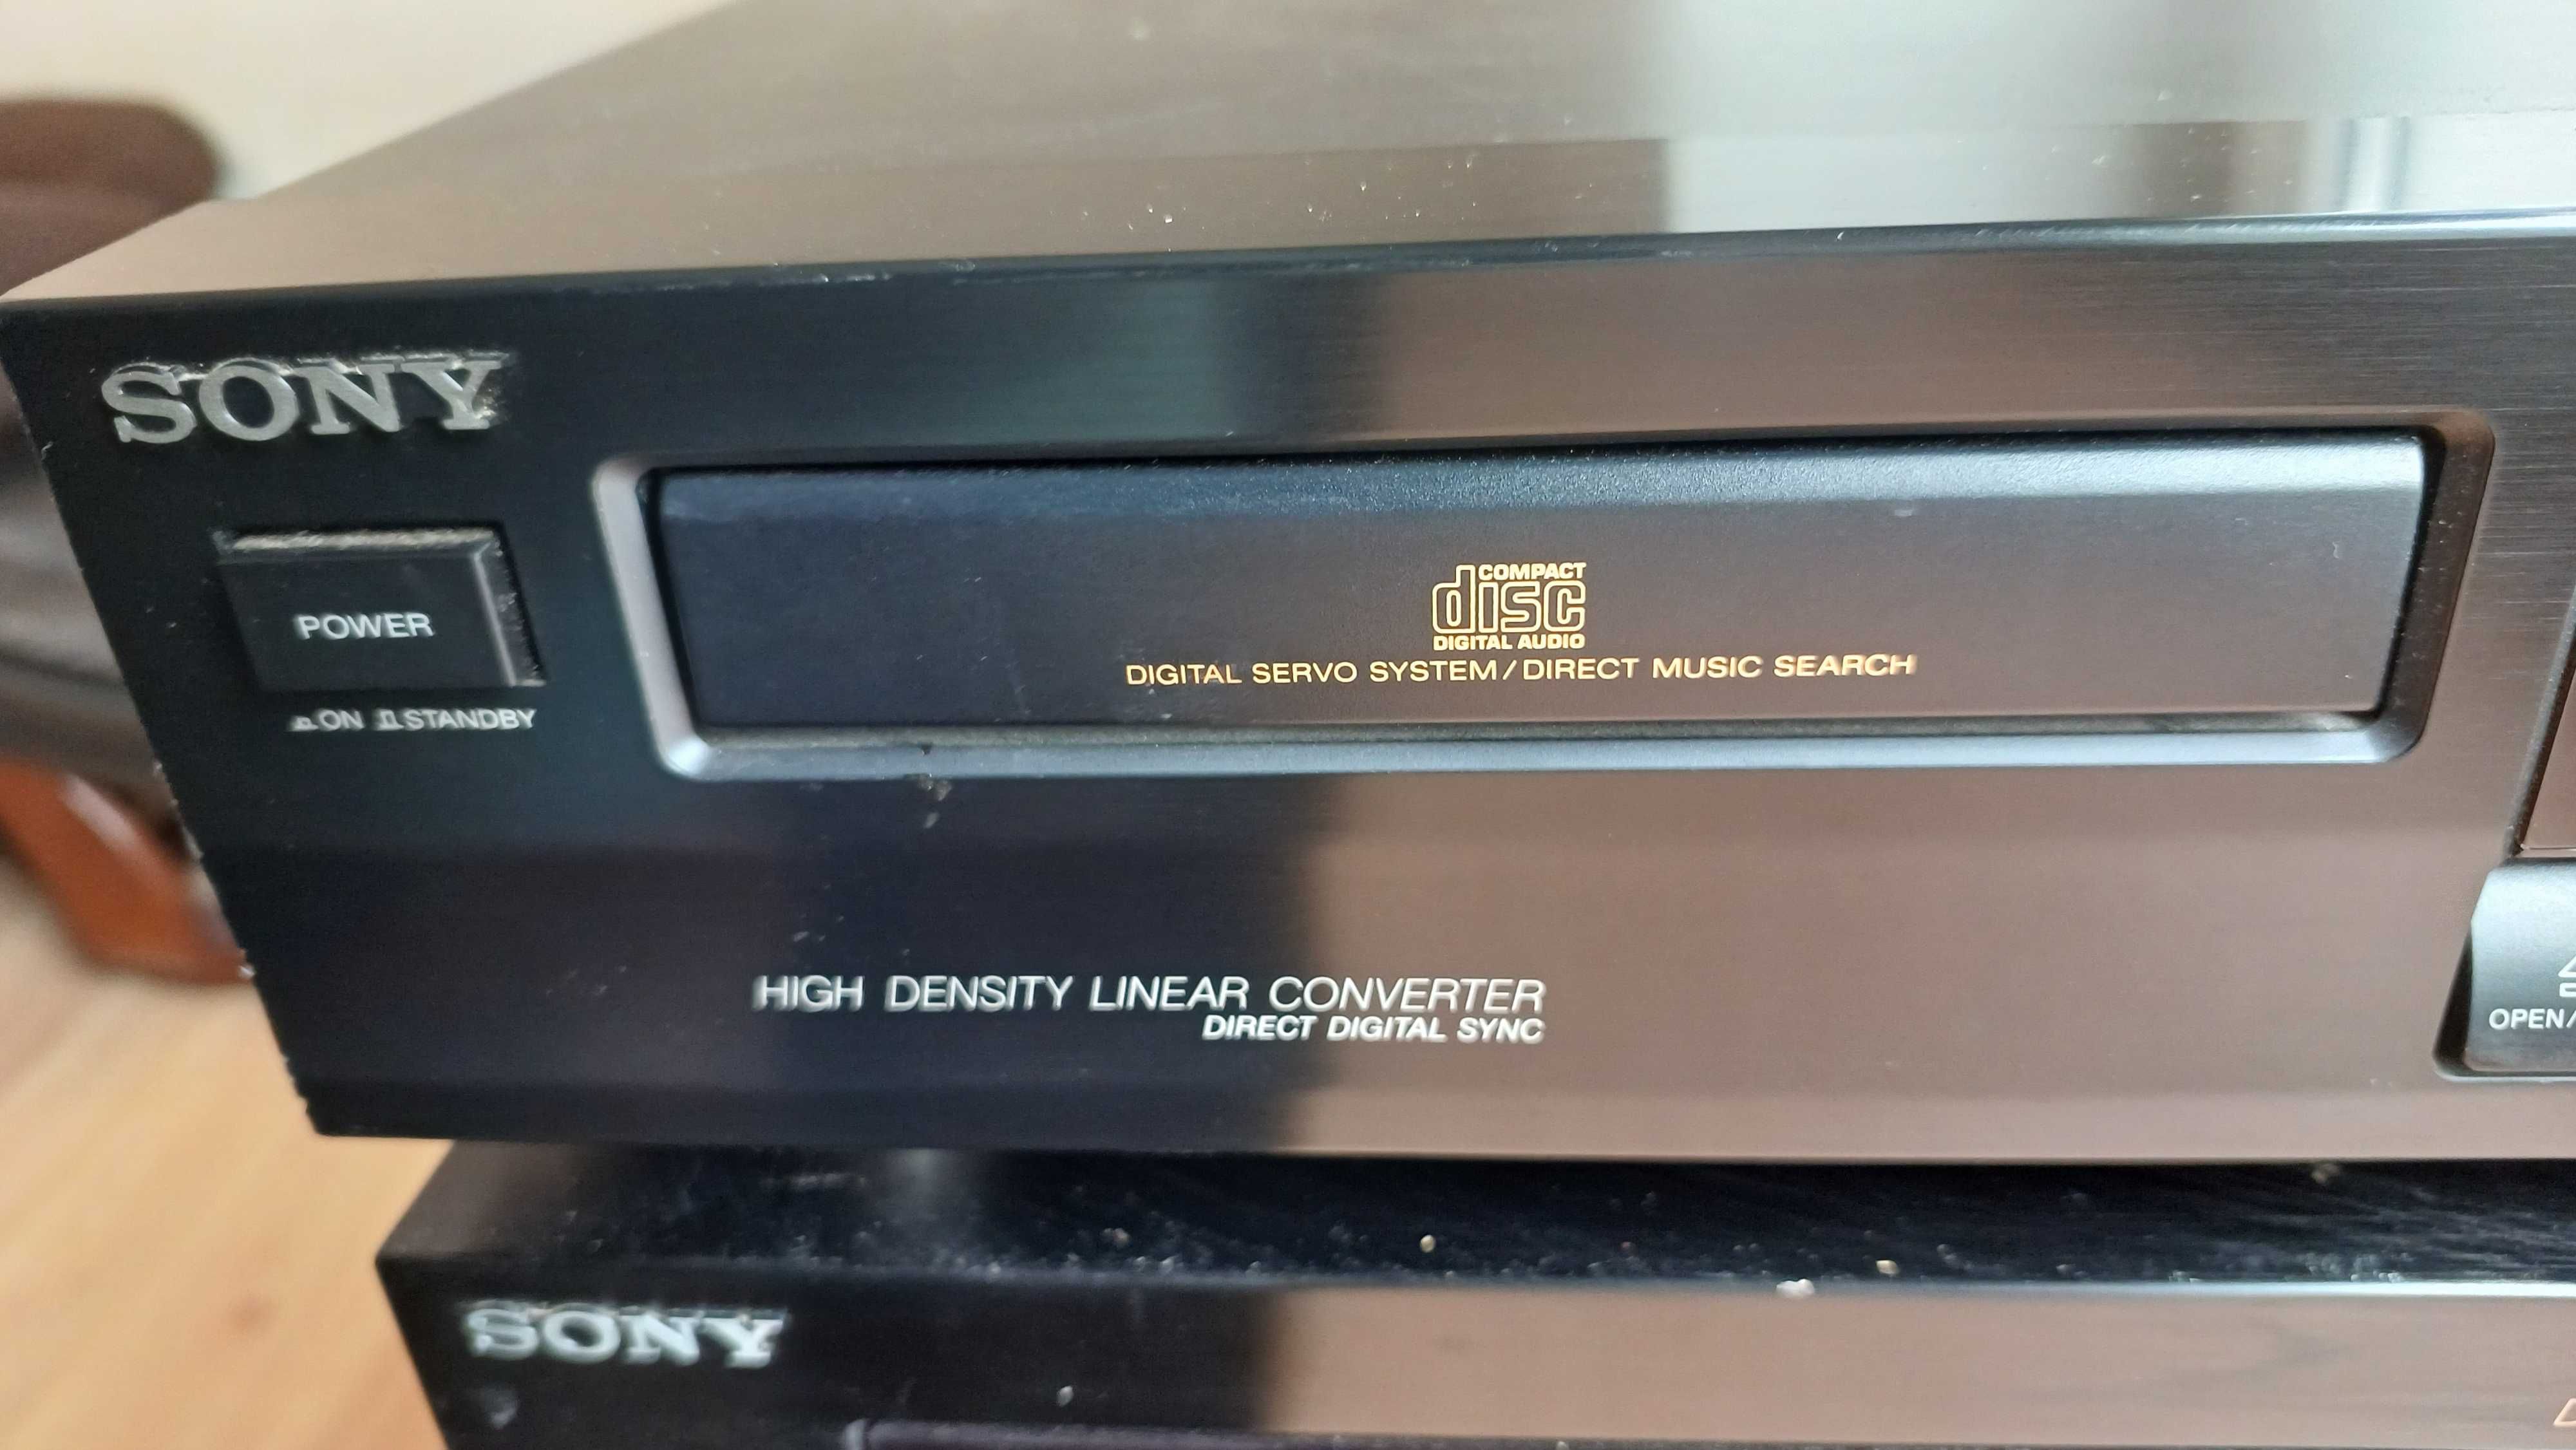 SONY
POWER
ON STANDBY
COMPACT
disc
DIGITAL AUDIO
DIGITAL SERVO SYSTEM/DIRECT MUSIC SEARCH
HIGH DENSITY LINEAR CONVERTER
DIRECT DIGITAL SYNC
OPEN/
SONY